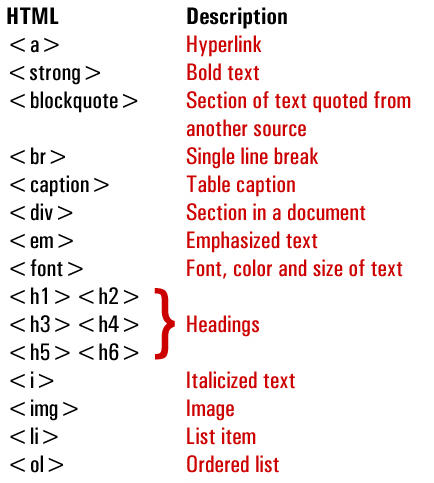 HTML Description
< a > Hyperlink
< strong > Bold text
< blockquote > Section of text quoted from
another source
< br > Single line break
< caption > Table caption
< div > Section in a document
< em > Emphasized text
< font > Font, color and size of text
< h1 > < h2 >
< h3 > < h4 > } Headings
< h5 > < h6 >
< i > Italicized text
< img > Image
< li > List item
< ol > Ordered list